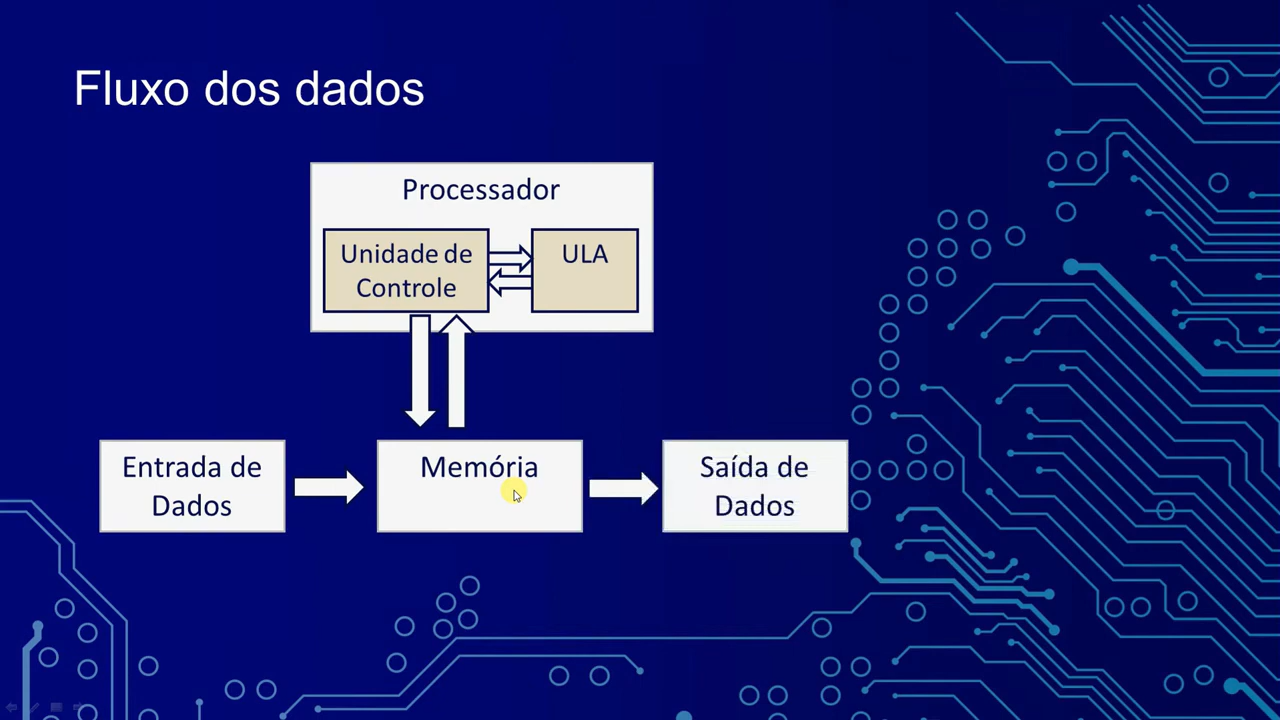 Fluxo dos dados
Processador
Unidade de
Controle
ULA
Entrada de
Dados
Memória
Saída de
Dados